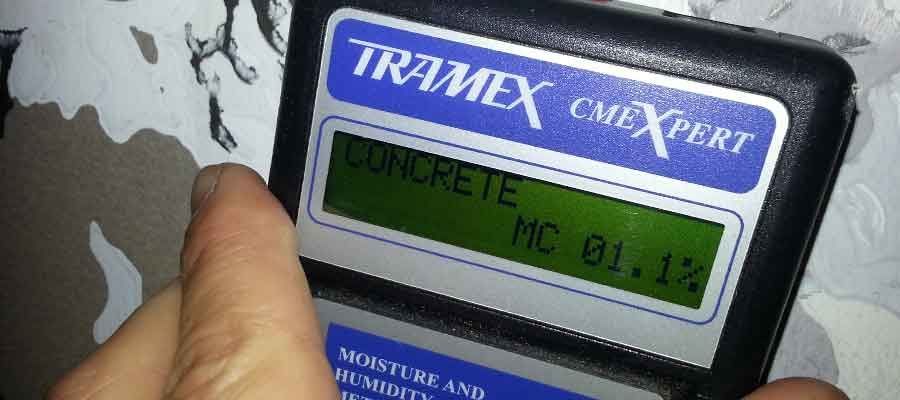 TRAMEX CMEXPERT
CONCRETE
MC 01.1%
MOISTURE AND
HUMIDITY